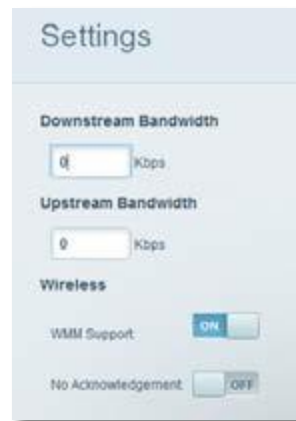 Settings
Downstream Bandwidth
0 Kbps
Upstream Bandwidth
0 Kbps
Wireless
WMM Support ON
No Acknowledgement OFF